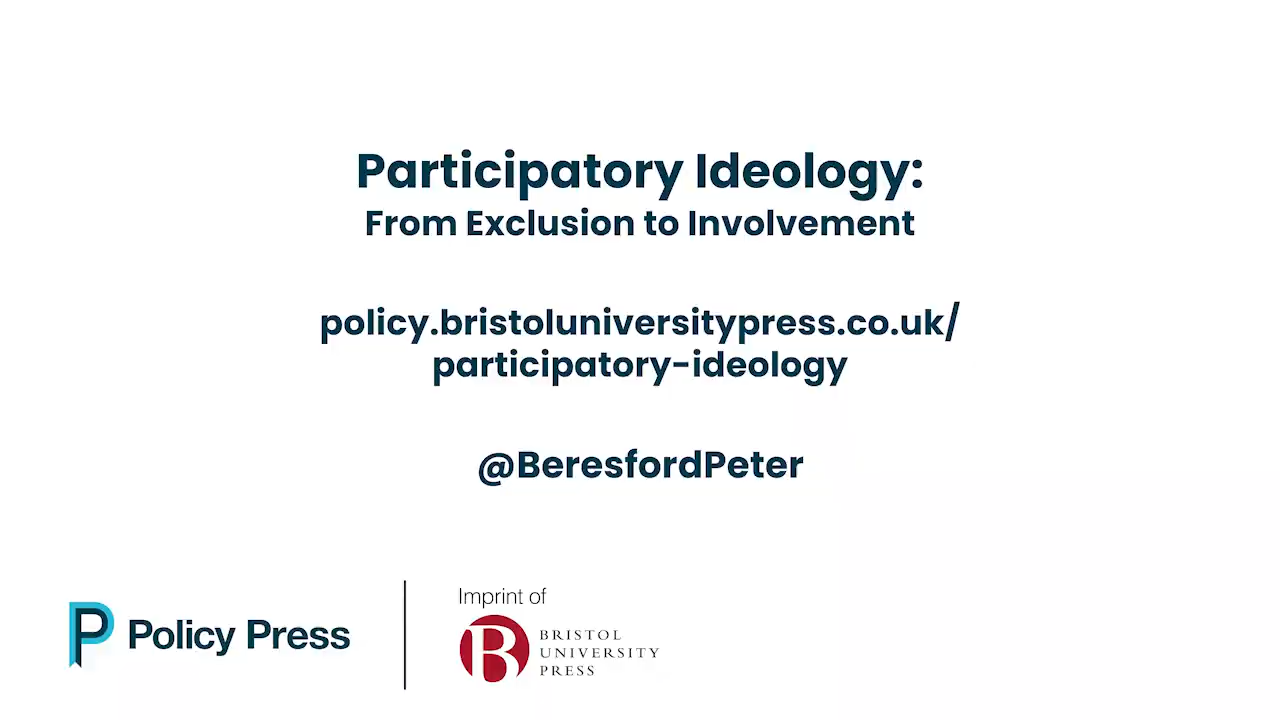 Participatory Ideology:
From Exclusion to Involvement
policy.bristoluniversitypress.co.uk/
participatory-ideology
@BeresfordPeter
Policy Press
Imprint of
BRISTOL
UNIVERSITY
PRESS